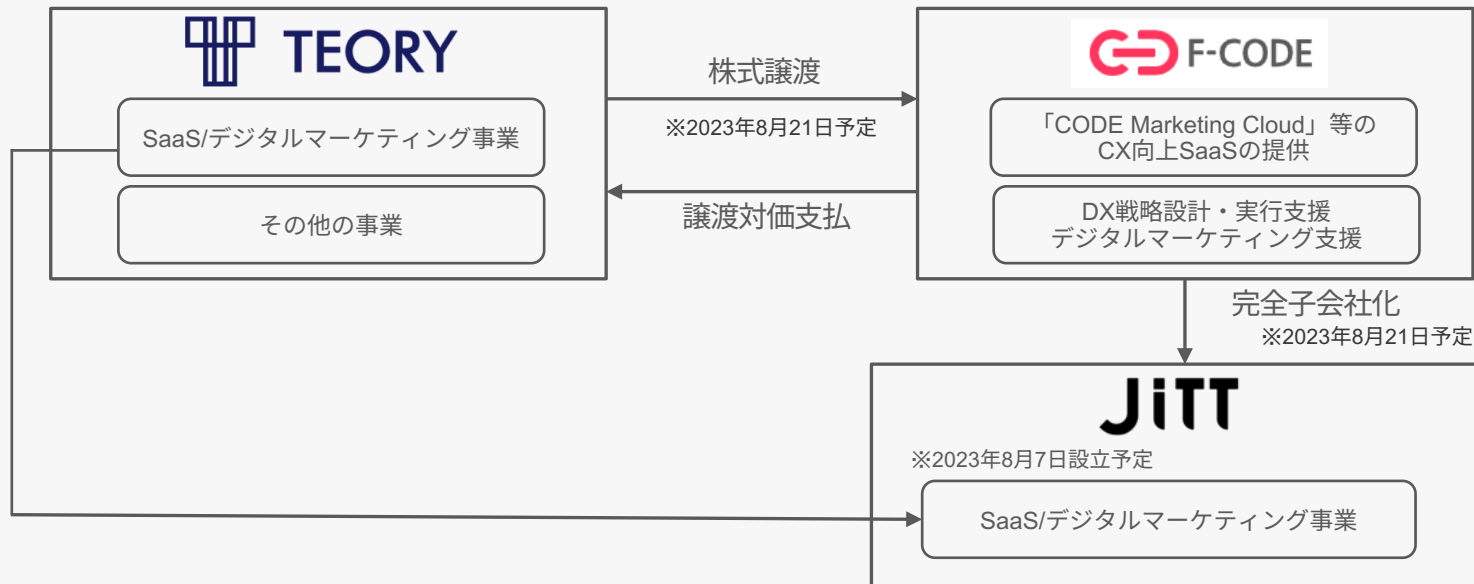 TEORY
SaaS/デジタルマーケティング事業
その他の事業
株式譲渡
※2023年8月21日予定
譲渡対価支払
F-CODE
「CODE Marketing Cloud」等の
CX向上SaaSの提供
DX戦略設計・実行支援
デジタルマーケティング支援
完全子会社化
※2023年8月21日予定
JiTT
※2023年8月7日設立予定
SaaS/デジタルマーケティング事業